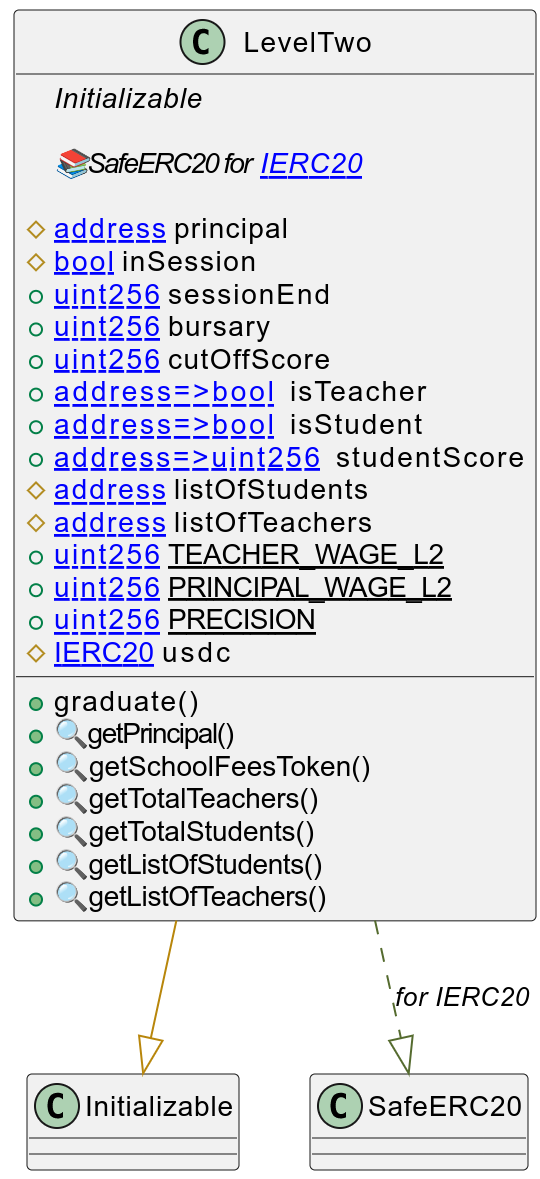 C LevelTwo
Initializable
📚SafeERC20 for IERC20
address principal
bool inSession
uint256 sessionEnd
uint256 bursary
uint256 cutOffScore
address=>bool isTeacher
address=>bool isStudent
address=>uint256 studentScore
address listOfStudents
address listOfTeachers
uint256 TEACHER_WAGE_L2
uint256 PRINCIPAL_WAGE_L2
uint256 PRECISION
IERC20 usdc
graduate()
🔍getPrincipal()
🔍getSchoolFeesToken()
🔍getTotalTeachers()
🔍getTotalStudents()
🔍getListOfStudents()
🔍getListOfTeachers()
for IERC20
C Initializable
C SafeERC20